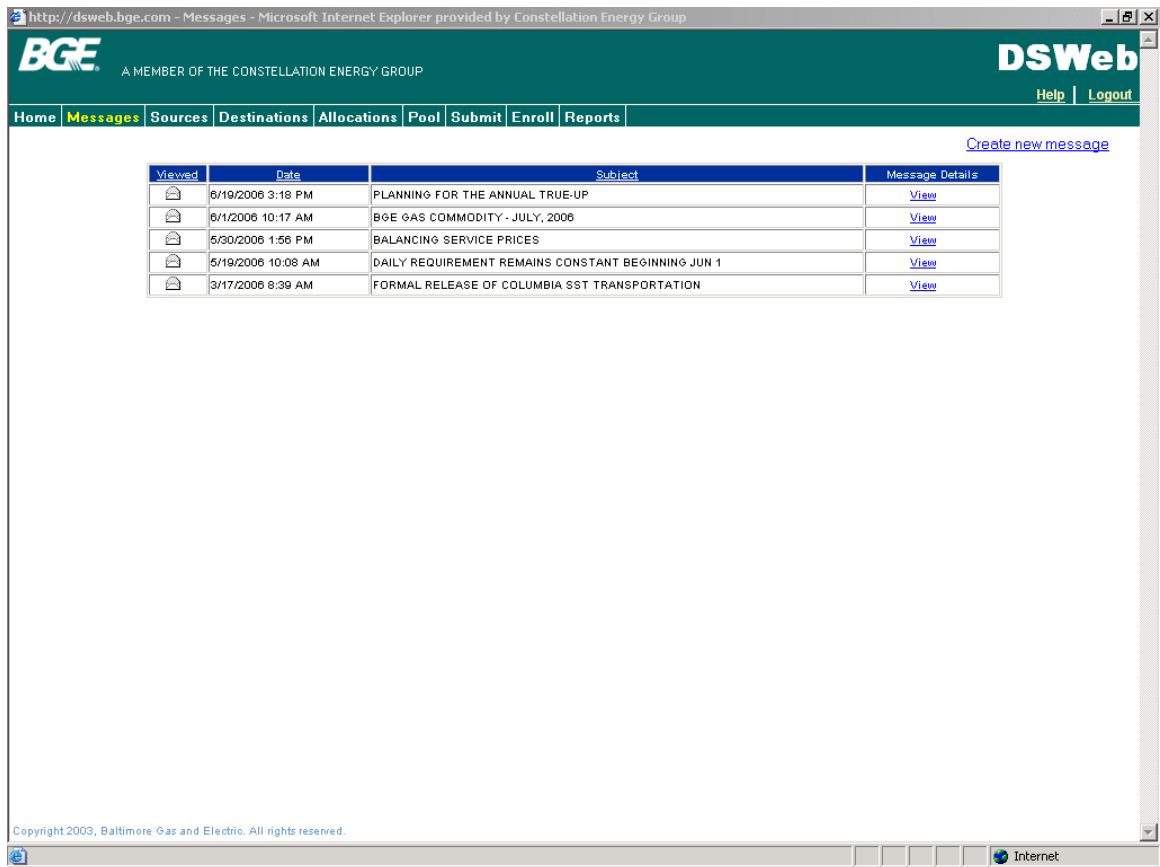 http://dsweb.bge.com - Messages - Microsoft Internet Explorer provided by Constellation Energy Group
BGE
A MEMBER OF THE CONSTELLATION ENERGY GROUP
DSWeb
Help | Logout
Home Messages Sources Destinations Allocations Pool Submit Enroll Reports
Create new message
Viewed Date Subject Message Details
6/19/2006 3:18 PM PLANNING FOR THE ANNUAL TRUE-UP View
6/1/2006 10:17 AM BGE GAS COMMODITY - JULY, 2006 View
5/30/2006 1:56 PM BALANCING SERVICE PRICES View
5/19/2006 10:08 AM DAILY REQUIREMENT REMAINS CONSTANT BEGINNING JUN 1 View
3/17/2006 8:39 AM FORMAL RELEASE OF COLUMBIA SST TRANSPORTATION View
Copyright 2003, Baltimore Gas and Electric. All rights reserved.
Internet